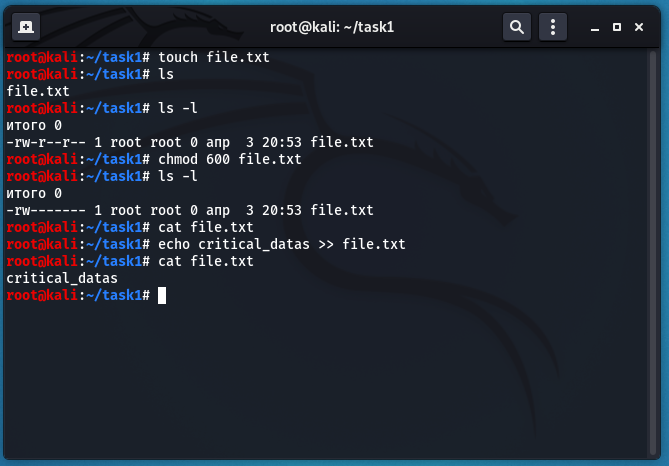 root@kali: ~/task1
root@kali:~/task1# touch file.txt
root@kali:~/task1# ls
file.txt
root@kali:~/task1# ls -l
итого 0
-rw-r--r-- 1 root root 0 апр  3 20:53 file.txt
root@kali:~/task1# chmod 600 file.txt
root@kali:~/task1# ls -l
итого 0
-rw------- 1 root root 0 апр  3 20:53 file.txt
root@kali:~/task1# cat file.txt
root@kali:~/task1# echo critical_datas >> file.txt
root@kali:~/task1# cat file.txt
critical_datas
root@kali:~/task1#